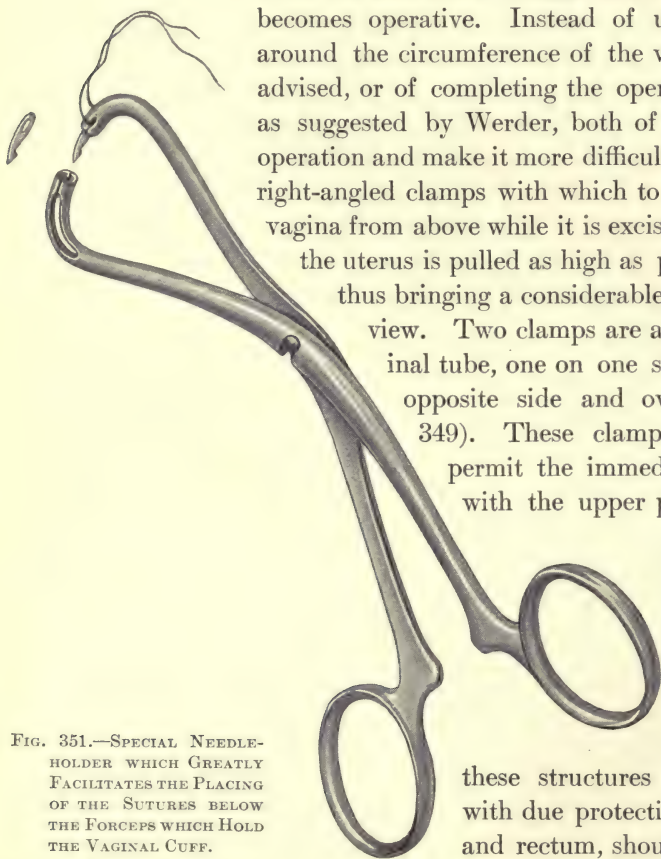 becomes operative. Instead of u
around the circumference of the v
advised, or of completing the oper
as suggested by Werder, both of
operation and make it more difficul
right-angled clamps with which to
vagina from above while it is excis
the uterus is pulled as high as p
thus bringing a considerable
view. Two clamps are a
inal tube, one on one s
opposite side and ov
349). These clamp
permit the immed
with the upper p
FIG. 351.—SPECIAL NEEDLE-
HOLDER WHICH GREATLY
FACILITATES THE PLACING
OF THE SUTURES BELOW
THE FORCEPS WHICH HOLD
THE VAGINAL CUFF.
these structures
with due protecti
and rectum, shou